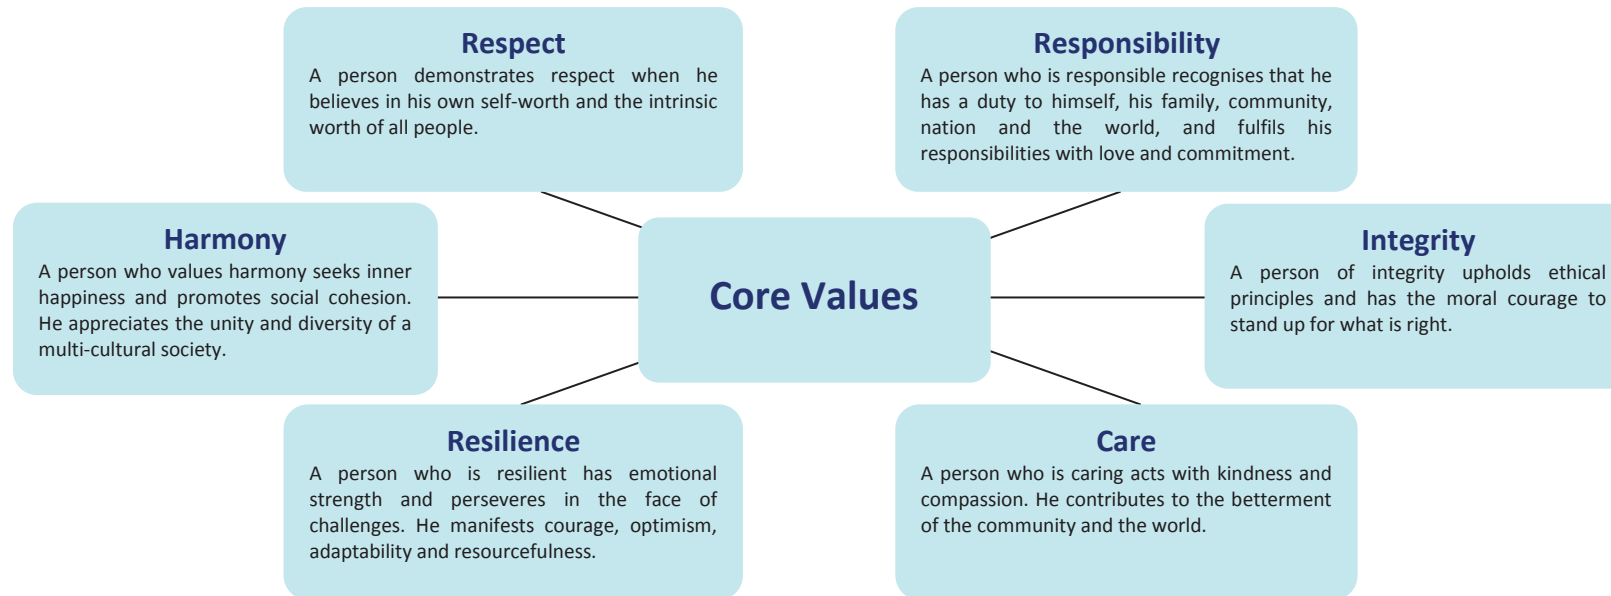 Respect
A person demonstrates respect when he
believes in his own self-worth and the intrinsic
worth of all people.
Responsibility
A person who is responsible recognises that he
has a duty to himself, his family, community,
nation and the world, and fulfils his
responsibilities with love and commitment.
Harmony
A person who values harmony seeks inner
happiness and promotes social cohesion.
He appreciates the unity and diversity of a
multi-cultural society.
Core Values
Integrity
A person of integrity upholds ethical
principles and has the moral courage to
stand up for what is right.
Resilience
A person who is resilient has emotional
strength and perseveres in the face of
challenges. He manifests courage, optimism,
adaptability and resourcefulness.
Care
A person who is caring acts with kindness and
compassion. He contributes to the betterment
of the community and the world.